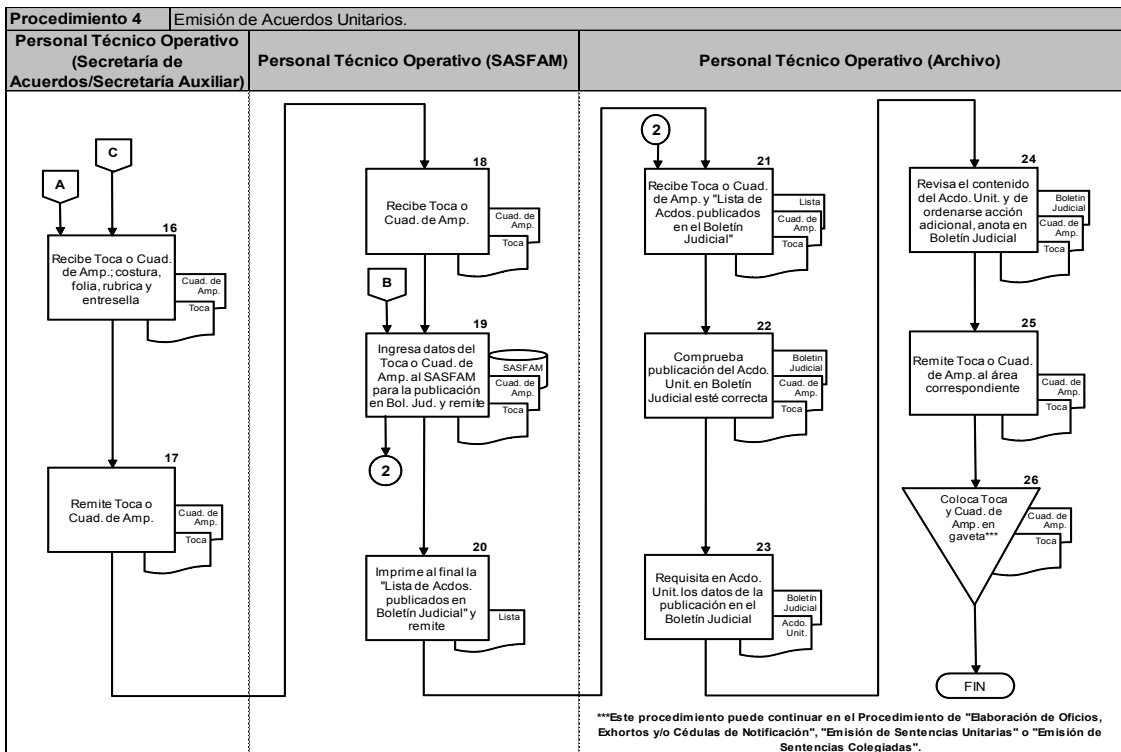 Procedimiento 4
Emisión de Acuerdos Unitarios.
Personal Técnico Operativo
(Secretaría de
Acuerdos/Secretaría Auxiliar)
Personal Técnico Operativo (SASFAM)
Personal Técnico Operativo (Archivo)
A
C
16
Recibe Toca o Cuad.
de Amp.; costura,
folia, rubrica y
entresella
Cuad. de
Amp.
Toca
17
Remite Toca o
Cuad. de Amp.
Cuad. de
Amp.
Toca
18
Recibe Toca o
Cuad. de Amp.
Cuad. de
Amp.
Toca
B
19
Ingresa datos del
Toca o Cuad. de
Amp. al SASFAM
para la publicación
en Bol. Jud. y remite
SASFAM
Cuad. de
Amp.
Toca
2
20
Imprime al final la
"Lista de Acdos.
publicados en
Boletín Judicial" y
remite
Lista
2
21
Recibe Toca o Cuad.
de Amp. y "Lista de
Acdos. publicados
en el Boletín
Judicial"
Lista
Cuad. de
Amp.
Toca
22
Comprueba
publicación del Acdo.
Unit. en Boletín
Judicial esté correcta
Boletín
Judicial
Cuad. de
Amp.
Toca
23
Requisita en Acdo.
Unit. los datos de la
publicación en el
Boletín Judicial
Boletín
Judicial
Acdo.
Unit.
24
Revisa el contenido
del Acdo. Unit. y de
ordenarse acción
adicional, anota en
Boletín Judicial
Boletín
Judicial
Cuad. de
Amp.
Toca
25
Remite Toca o Cuad.
de Amp. al área
correspondiente
Cuad. de
Amp.
Toca
26
Coloca Toca
y Cuad. de
Amp. en
gaveta***
Cuad. de
Amp.
Toca
FIN
***Este procedimiento puede continuar en el Procedimiento de "Elaboración de Oficios,
Exhortos y/o Cédulas de Notificación", "Emisión de Sentencias Unitarias" o "Emisión de
Sentencias Colegiadas".